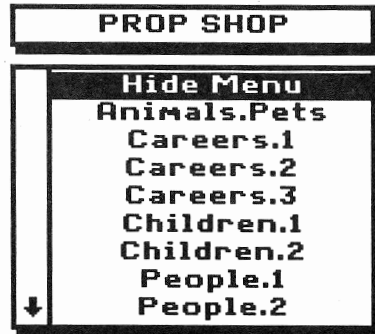 PROP SHOP
Hide Menu
Animals.Pets
Careers.1
Careers.2
Careers.3
Children.1
Children.2
People.1
People.2